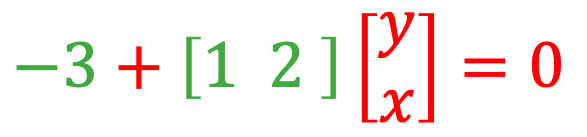 −3 + [1 2 ] [y x] = 0